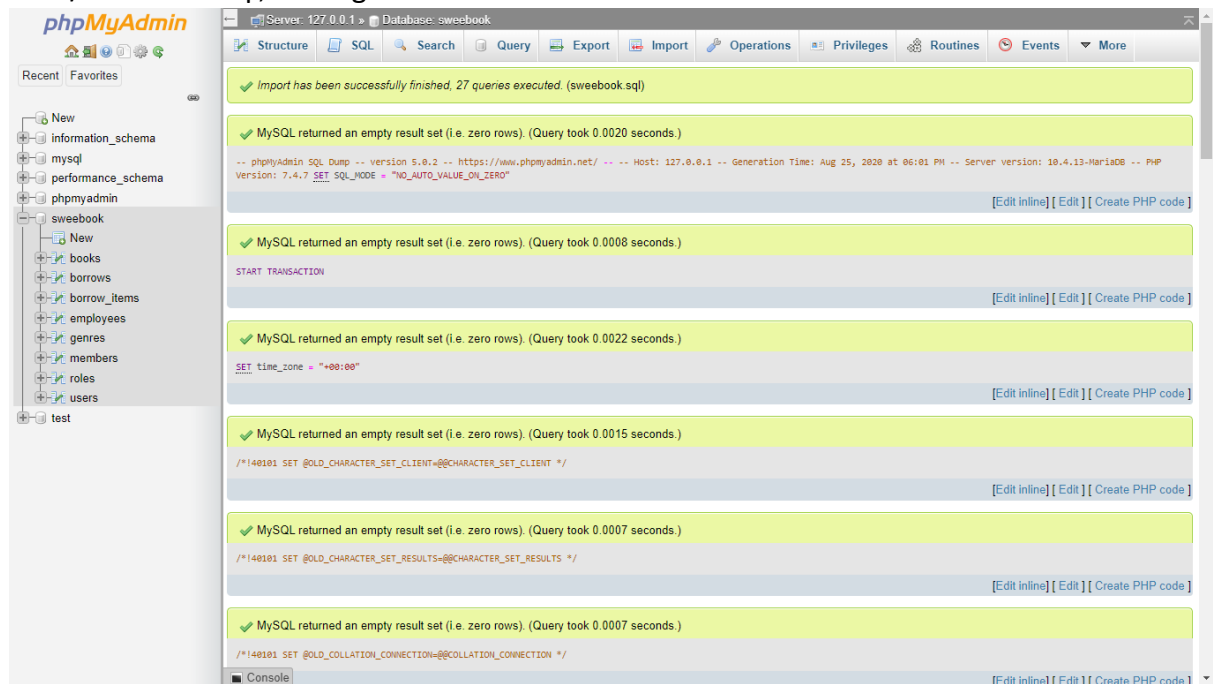 phpMyAdmin
Recent Favorites
New
information_schema
mysql
performance_schema
phpmyadmin
sweebook
New
books
borrows
borrow_items
employees
genres
members
roles
users
test
Server: 127.0.0.1 » Database: sweebook
Structure SQL Search Query Export Import Operations Privileges Routines Events More
Import has been successfully finished, 27 queries executed. (sweebook.sql)
MySQL returned an empty result set (i.e. zero rows). (Query took 0.0020 seconds.)
-- phpMyAdmin SQL Dump -- version 5.0.2 -- https://www.phpmyadmin.net/ -- -- Host: 127.0.0.1 -- Generation Time: Aug 25, 2020 at 06:01 PM -- Server version: 10.4.13-MariaDB -- PHP
Version: 7.4.7 SET SQL_MODE = "NO_AUTO_VALUE_ON_ZERO"
[Edit inline] [ Edit ] [ Create PHP code ]
MySQL returned an empty result set (i.e. zero rows). (Query took 0.0008 seconds.)
START TRANSACTION
[Edit inline] [ Edit ] [ Create PHP code ]
MySQL returned an empty result set (i.e. zero rows). (Query took 0.0022 seconds.)
SET time_zone = "+00:00"
[Edit inline] [ Edit ] [ Create PHP code ]
MySQL returned an empty result set (i.e. zero rows). (Query took 0.0015 seconds.)
/*!40101 SET @OLD_CHARACTER_SET_CLIENT=@@CHARACTER_SET_CLIENT */
[Edit inline] [ Edit ] [ Create PHP code ]
MySQL returned an empty result set (i.e. zero rows). (Query took 0.0007 seconds.)
/*!40101 SET @OLD_CHARACTER_SET_RESULTS=@@CHARACTER_SET_RESULTS */
[Edit inline] [ Edit ] [ Create PHP code ]
MySQL returned an empty result set (i.e. zero rows). (Query took 0.0007 seconds.)
/*!40101 SET @OLD_COLLATION_CONNECTION=@@COLLATION_CONNECTION */
[Edit inline] [ Edit ] [ Create PHP code ]
Console